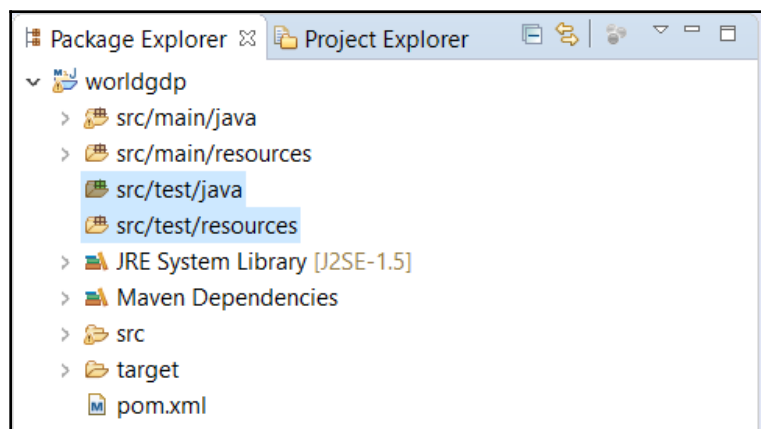 Package Explorer Project Explorer
worldgdp
src/main/java
src/main/resources
src/test/java
src/test/resources
JRE System Library [J2SE-1.5]
Maven Dependencies
src
target
pom.xml